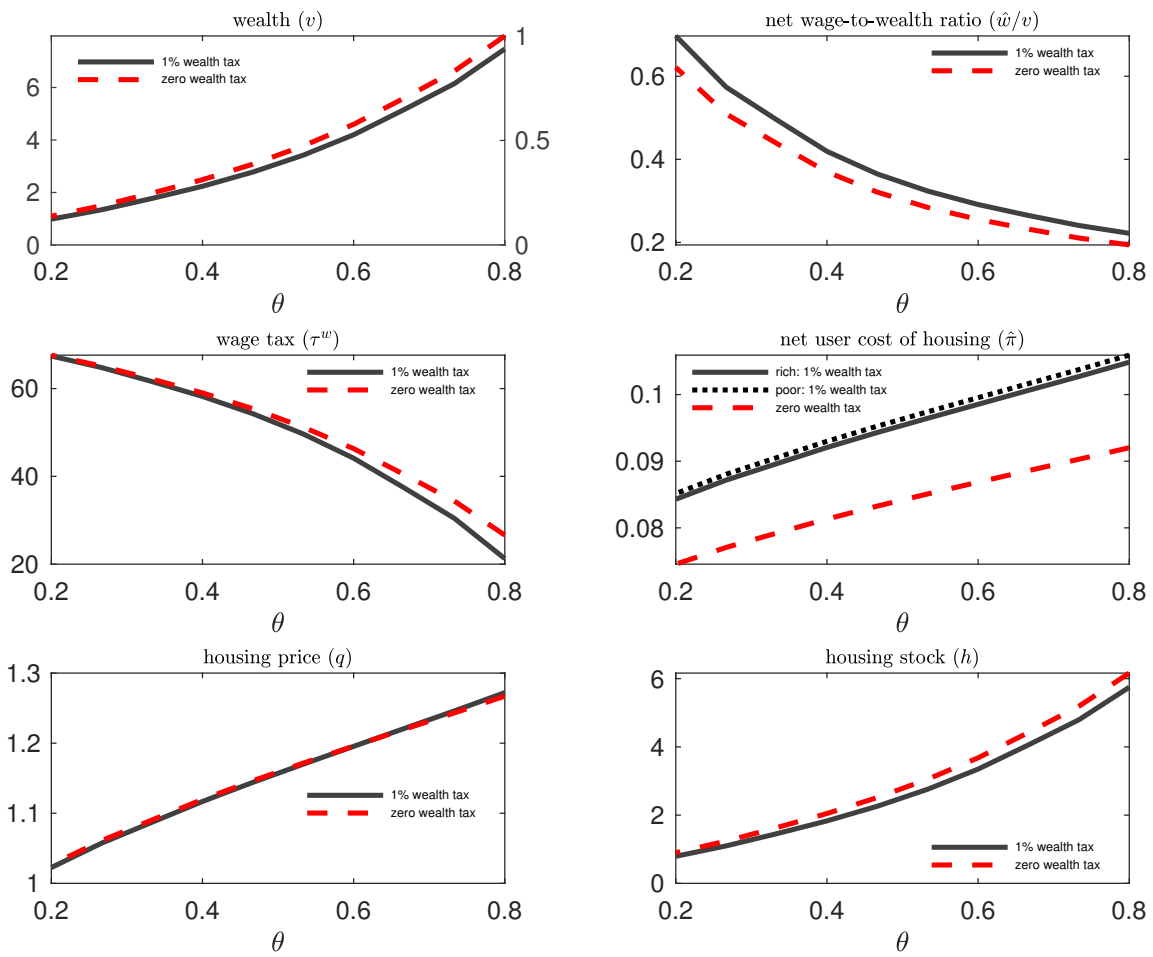 wealth (v)
6
4
2
0
1
0.5
0
1% wealth tax
zero wealth tax
0.2 0.4 0.6 0.8
θ
net wage-to-wealth ratio (ŵ/v)
0.6
0.4
0.2
1% wealth tax
zero wealth tax
0.2 0.4 0.6 0.8
θ
wage tax (τ^w)
60
40
20
1% wealth tax
zero wealth tax
0.2 0.4 0.6 0.8
θ
net user cost of housing (π̂)
0.1
0.09
0.08
rich: 1% wealth tax
poor: 1% wealth tax
zero wealth tax
0.2 0.4 0.6 0.8
θ
housing price (q)
1.3
1.2
1.1
1
1% wealth tax
zero wealth tax
0.2 0.4 0.6 0.8
θ
housing stock (h)
6
4
2
0
1% wealth tax
zero wealth tax
0.2 0.4 0.6 0.8
θ